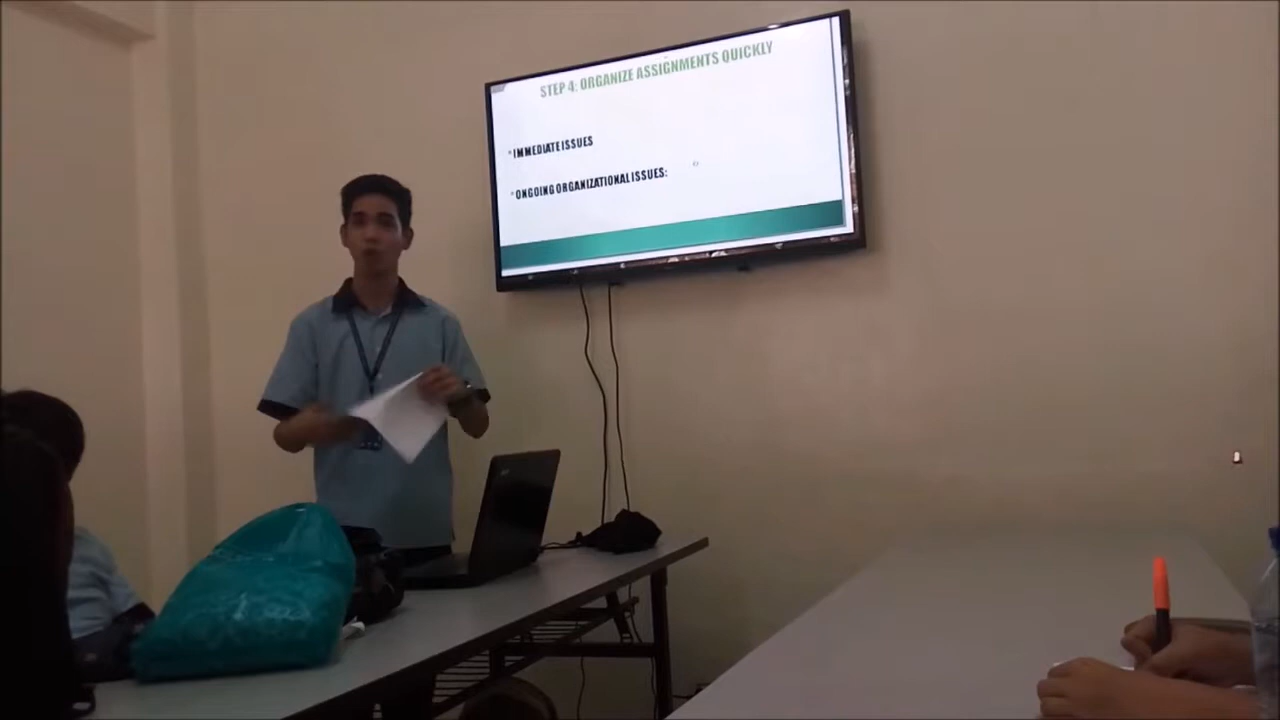 STEP 4: ORGANIZE ASSIGNMENTS QUICKLY
* IMMEDIATE ISSUES
* ONGOING ORGANIZATIONAL ISSUES: